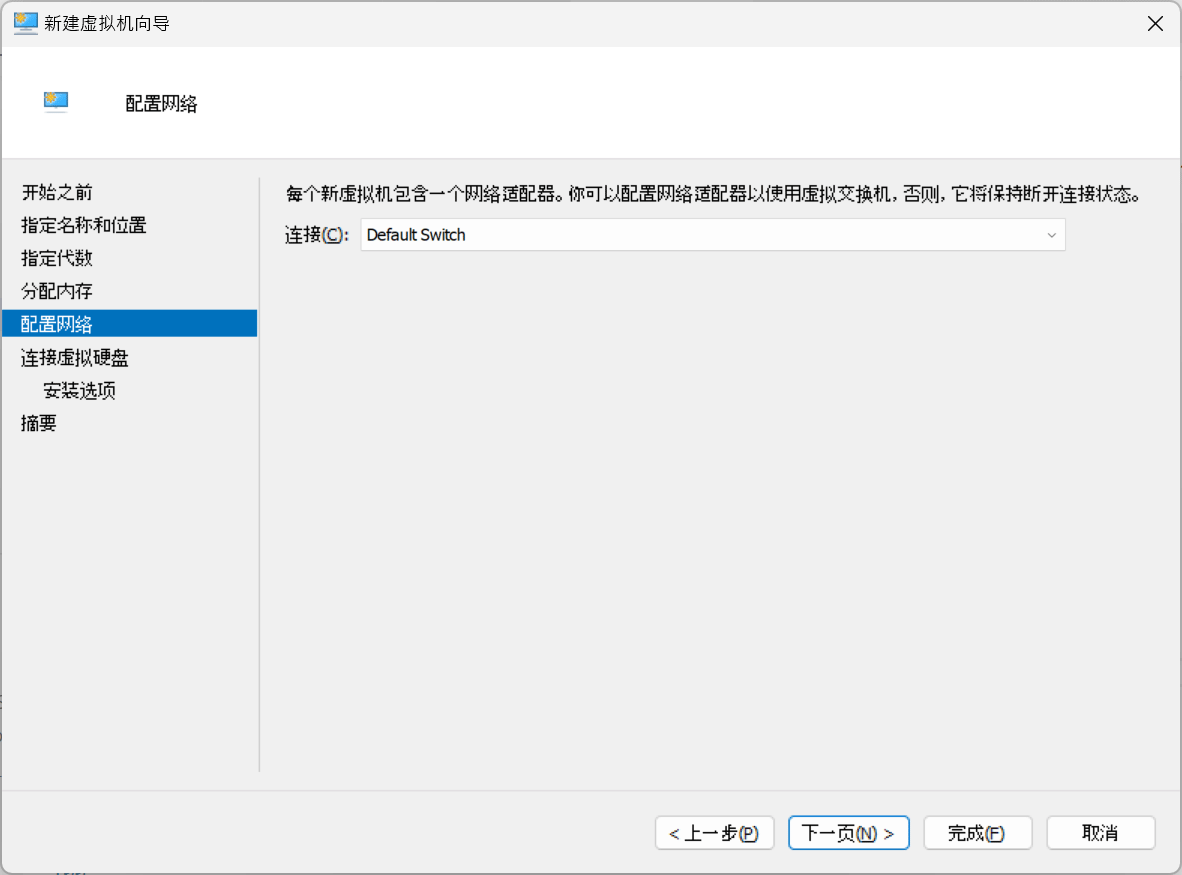 新建虚拟机向导
配置网络
开始之前
指定名称和位置
指定代数
分配内存
配置网络
连接虚拟硬盘
安装选项
摘要
每个新虚拟机包含一个网络适配器。你可以配置网络适配器以使用虚拟交换机，否则，它将保持断开连接状态。
连接(C): Default Switch
< 上一步(P) 下一页(N) > 完成(F) 取消